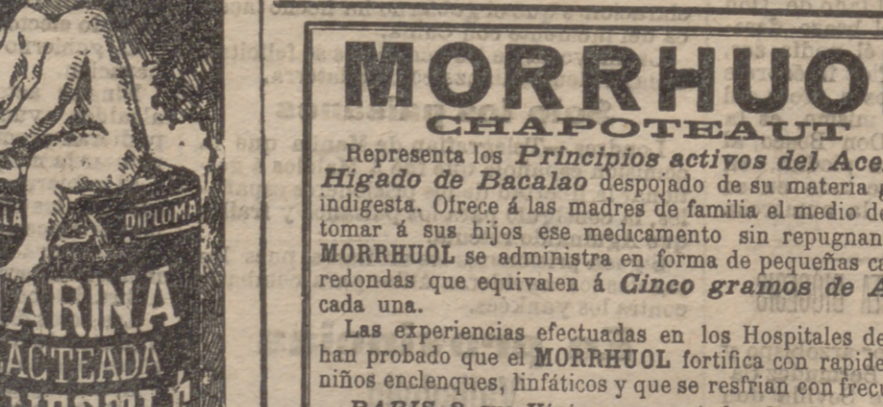 DIPLOMA
ARINA
ACTEADA
MORRHUO
CHAPOTEAUT
Representa los Principios activos del Ace
Higado de Bacalao despojado de su materia
indigesta. Ofrece á las madres de familia el medio de
tomar á sus hijos ese medicamento sin repugnan
MORRHUOL se administra en forma de pequeñas ca
redondas que equivalen á Cinco gramos de A
cada una.
Las experiencias efectuadas en los Hospitales de
han probado que el MORRHUOL fortifica con rapide
niños enclenques, linfáticos y que se resfrian con frecu